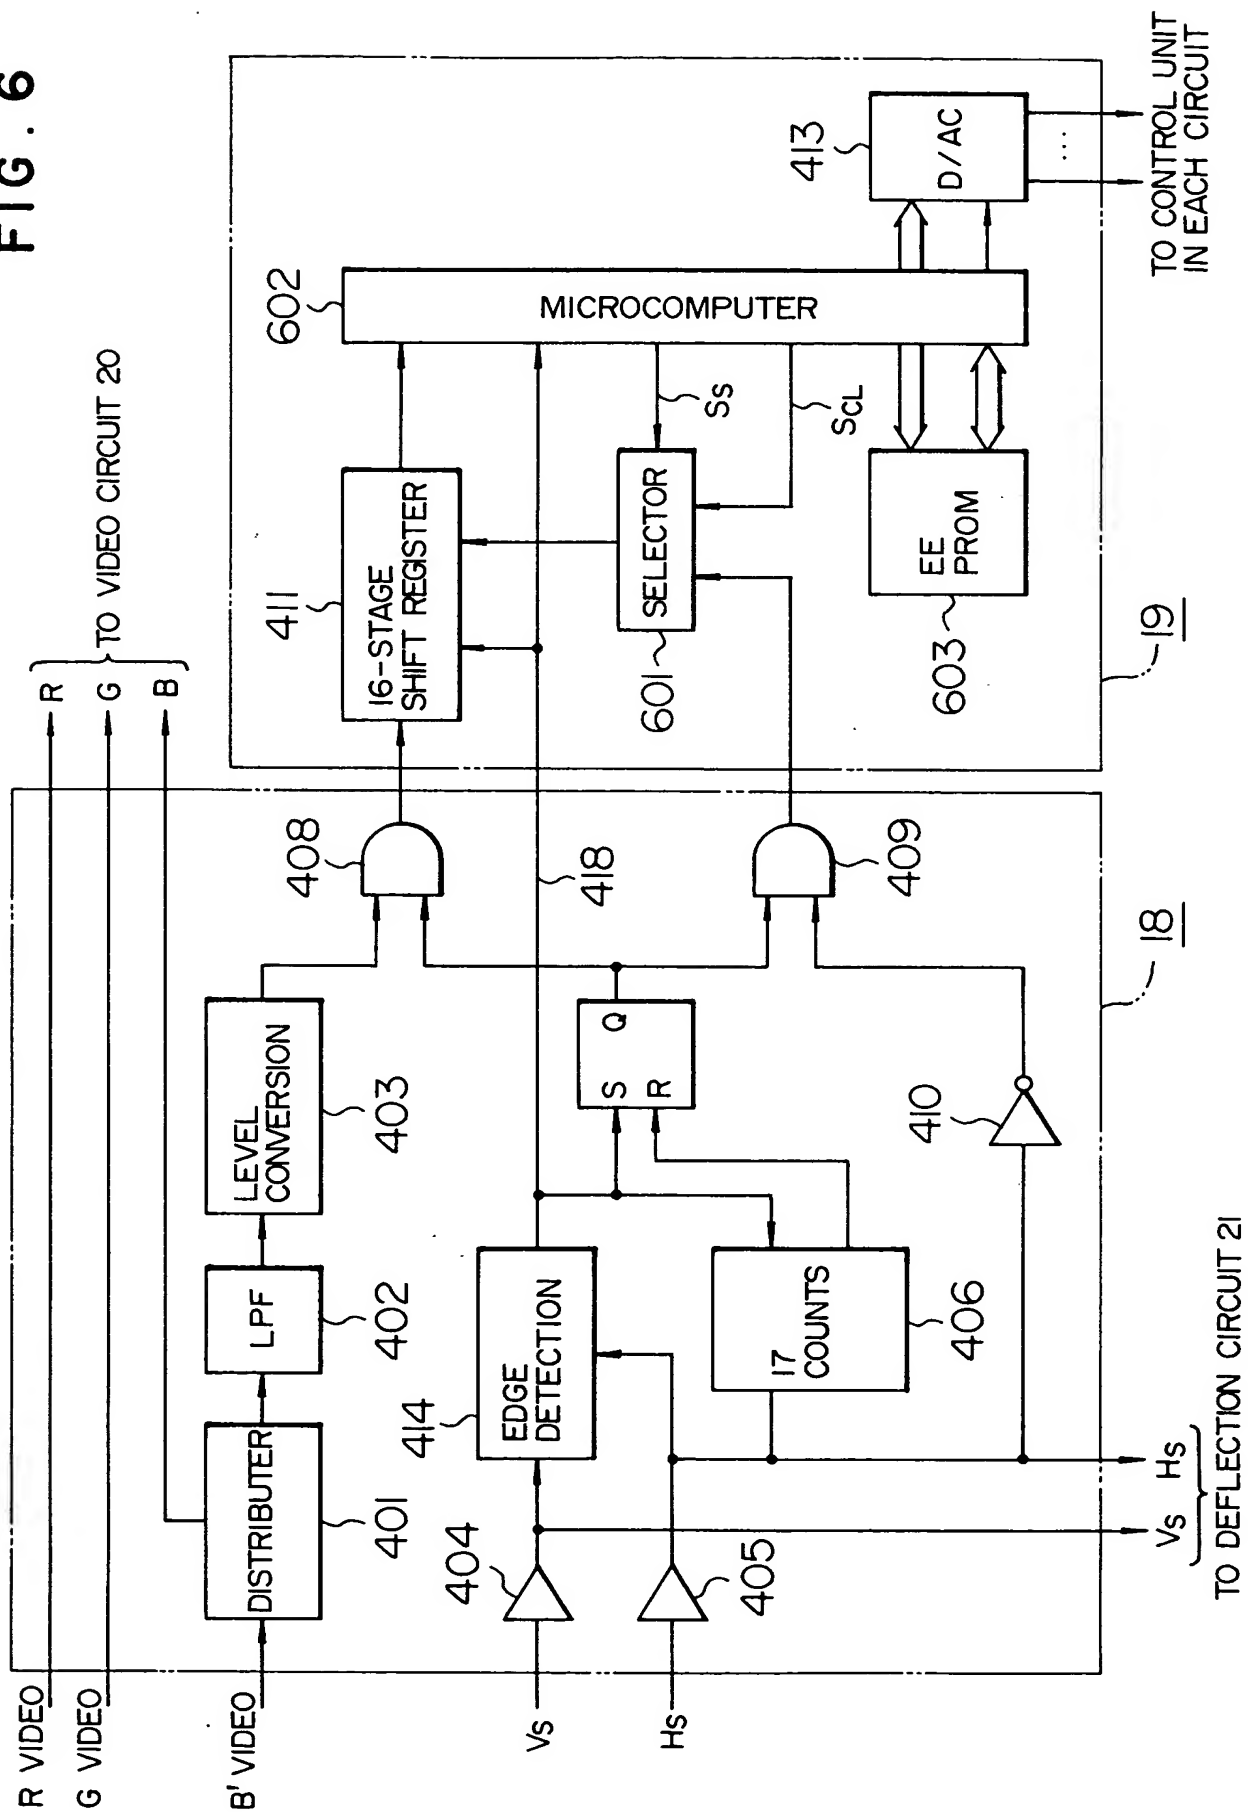 FIG. 6
R VIDEO
G VIDEO
B' VIDEO
R
G
B
TO VIDEO CIRCUIT 20
DISTRIBUTER
401
LPF
402
LEVEL
CONVERSION
403
408
411
16-STAGE
SHIFT REGISTER
602
MICROCOMPUTER
413
D/AC
TO CONTROL UNIT
IN EACH CIRCUIT
Vs
404
414
EDGE
DETECTION
418
S
Q
R
Hs
405
17
COUNTS
406
410
409
601
SELECTOR
Ss
SCL
603
EE
PROM
19
18
Vs
Hs
TO DEFLECTION CIRCUIT 21